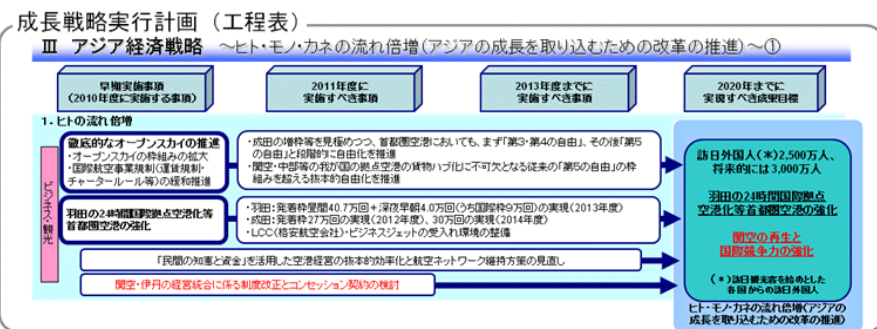 成長戦略実行計画（工程表）
Ⅲ アジア経済戦略 ～ヒト・モノ・カネの流れ倍増（アジアの成長を取り込むための改革の推進）～①
早期実施事項
（2010年度に実施する事項）
2011年度に
実施すべき事項
2013年度までに
実施すべき事項
2020年までに
実現すべき成果目標
1．ヒトの流れ倍増
ビジネス・観光
徹底的なオープンスカイの推進
・オープンスカイの枠組みの拡大
・国際航空事業規制（運賃規制・
チャータールール等）の緩和推進
・成田の増枠等を見極めつつ、首都圏空港においても、まず「第3・第4の自由」、その後「第5
の自由」と段階的に自由化を推進
・関空・中部等の我が国の拠点空港の貨物ハブ化に不可欠となる従来の「第5の自由」の枠
組みを超える抜本的自由化を推進
羽田の24時間国際拠点空港化等
首都圏空港の強化
・羽田：発着枠昼間40.7万回＋深夜早朝4.0万回（うち国際枠9万回）の実現（2013年度）
・成田：発着枠27万回の実現（2012年度）、30万回の実現（2014年度）
・LCC（格安航空会社）・ビジネスジェットの受入れ環境の整備
「民間の知恵と資金」を活用した空港経営の抜本的効率化と航空ネットワーク維持方策の見直し
関空・伊丹の経営統合に係る制度改正とコンセッション契約の検討
訪日外国人（＊）2,500万人、
将来的には3,000万人
羽田の24時間国際拠点
空港化等首都圏空港の強化
関空の再生と
国際競争力の強化
（＊）訪日観光客を始めとした
各国からの訪日外国人
ヒト・モノ・カネの流れ倍増（アジアの
成長を取り込むための改革の推進）